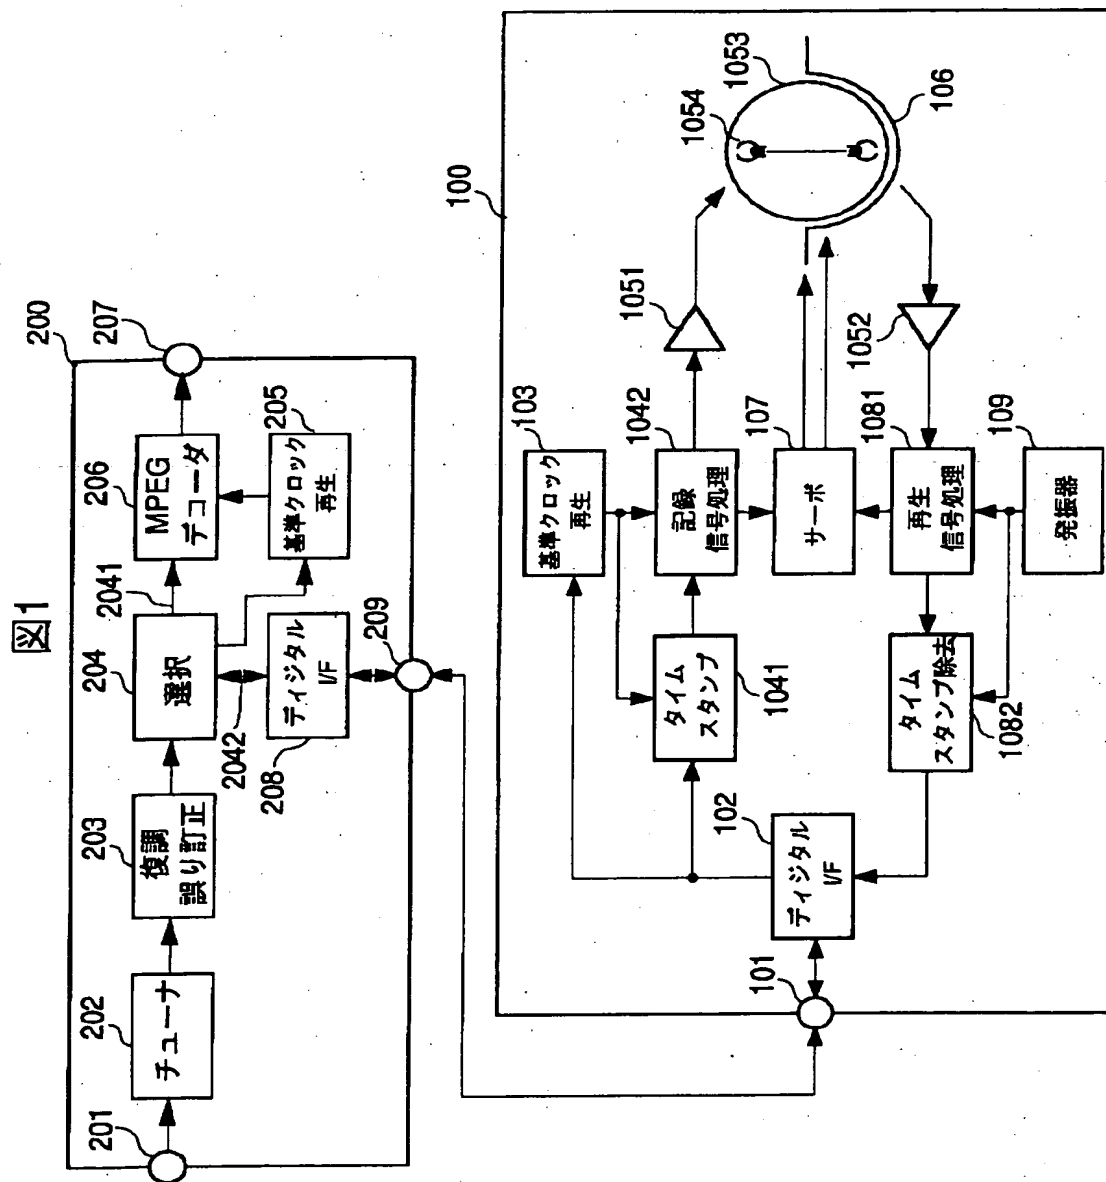 図1
200
201
202
チューナ
203
復調
誤り訂正
204
選択
2041
206
MPEG
デコーダ
207
205
基準クロック
再生
2042
208
ディジタル
I/F
209
100
101
102
ディジタル
I/F
103
基準クロック
再生
1041
タイム
スタンプ
1042
記録
信号処理
1051
1053
1054
106
107
サーボ
1052
1081
再生
信号処理
1082
タイム
スタンプ除去
109
発振器